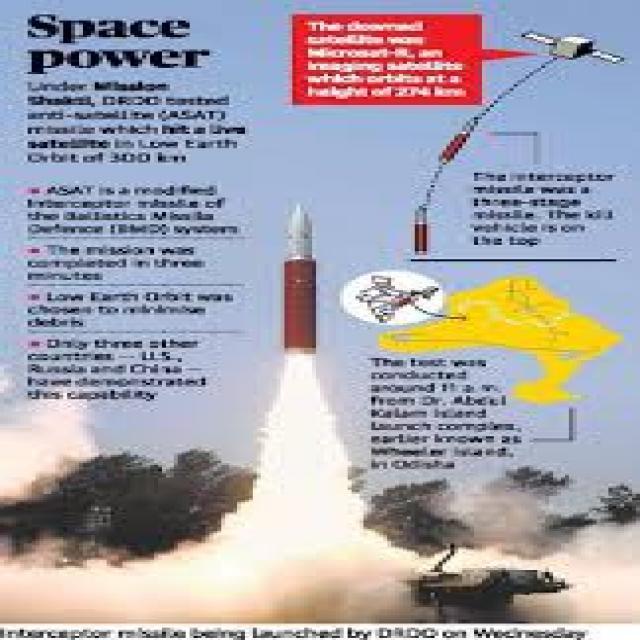 Space
power
Under Mission
Shakti, DRDO tested
anti-satellite (ASAT)
missile which hit a live
satellite in Low Earth
Orbit of 300 km
ASAT is a modified
interceptor missile of
the Ballistics Missile
Defence (BMD) system
The mission was
completed in three
minutes
Low Earth Orbit was
chosen to minimise
debris
Only three other
countries — U.S.,
Russia and China —
have demonstrated
this capability
The downed
satellite was
Microsat-R, an
imaging satellite
which orbits at a
height of 274 km
The interceptor
missile was a
three-stage
missile. The kill
vehicle is on
the top
The test was
conducted
around 11 a.m.
from Dr. Abdul
Kalam Island
launch complex,
earlier known as
Wheeler Island,
in Odisha
Interceptor missile being launched by DRDO on Wednesday